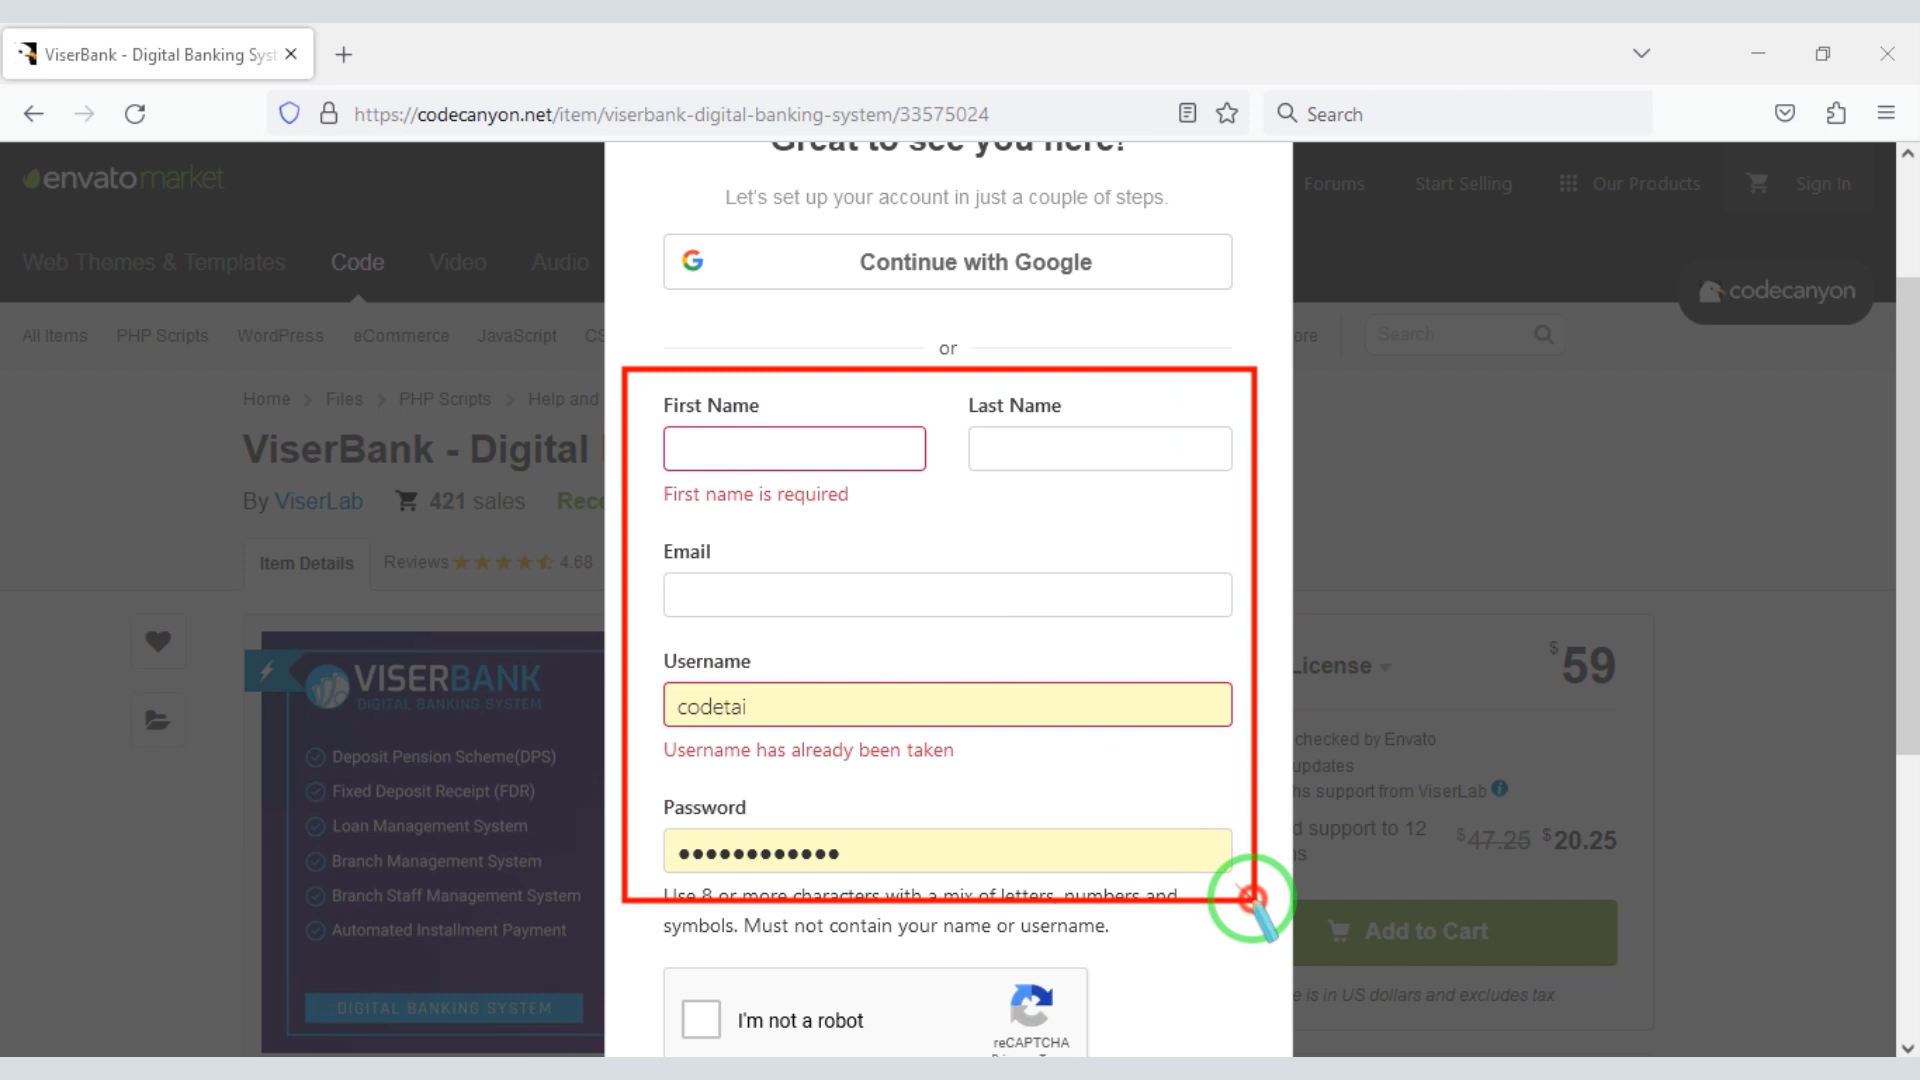 ViserBank - Digital Banking Syst
https://codecanyon.net/item/viserbank-digital-banking-system/33575024
Search
Great to see you here!
Let's set up your account in just a couple of steps.
envatomarket
Forums
Start Selling
Our Products
Sign In
Continue with Google
Web Themes & Templates
Code
Video
Audio
codecanyon
All Items
PHP Scripts
WordPress
eCommerce
JavaScript
Search
or
Home > Files > PHP Scripts > Help and
First Name
Last Name
First name is required
ViserBank - Digital
By ViserLab
421 sales
Item Details
Reviews
4.68
Email
Username
codetai
Username has already been taken
Password
Use 8 or more characters with a mix of letters, numbers and
symbols. Must not contain your name or username.
I'm not a robot
reCAPTCHA
VISERBANK
DIGITAL BANKING SYSTEM
Deposit Pension Scheme(DPS)
Fixed Deposit Receipt (FDR)
Loan Management System
Branch Management System
Branch Staff Management System
Automated Installment Payment
DIGITAL BANKING SYSTEM
License
$59
checked by Envato
updates
support from ViserLab
support to 12
$47.25 $20.25
Add to Cart
is in US dollars and excludes tax